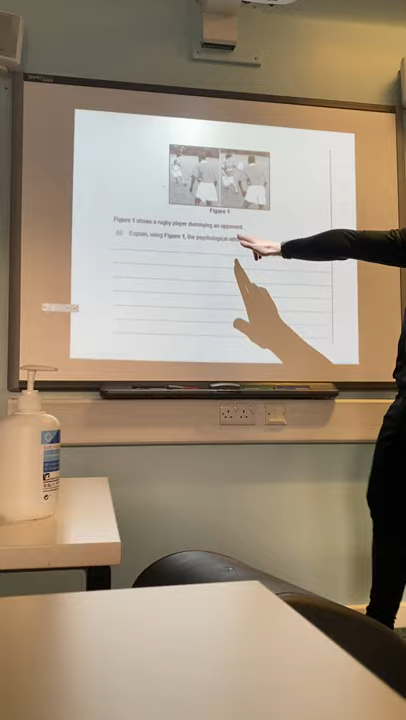 Figure 1
Figure 1 shows a rugby player dummying an opponent.
Explain, using Figure 1, the psychological